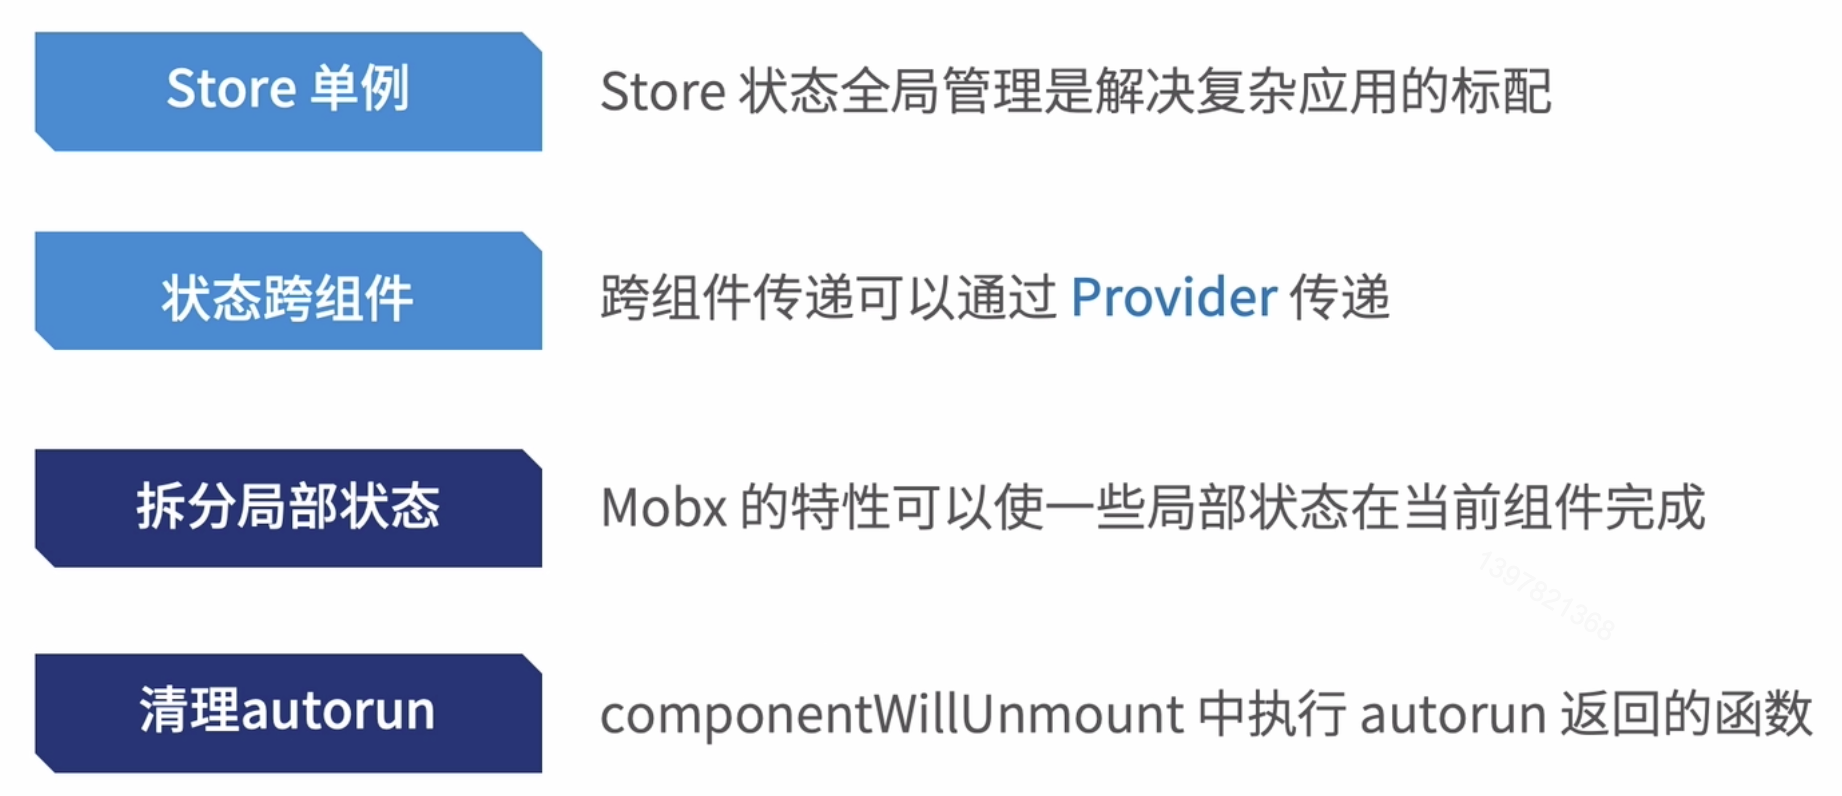 Store 单例
Store 状态全局管理是解决复杂应用的标配
状态跨组件
跨组件传递可以通过 Provider 传递
拆分局部状态
Mobx 的特性可以使一些局部状态在当前组件完成
1397821368
清理autorun
componentWillUnmount 中执行 autorun 返回的函数